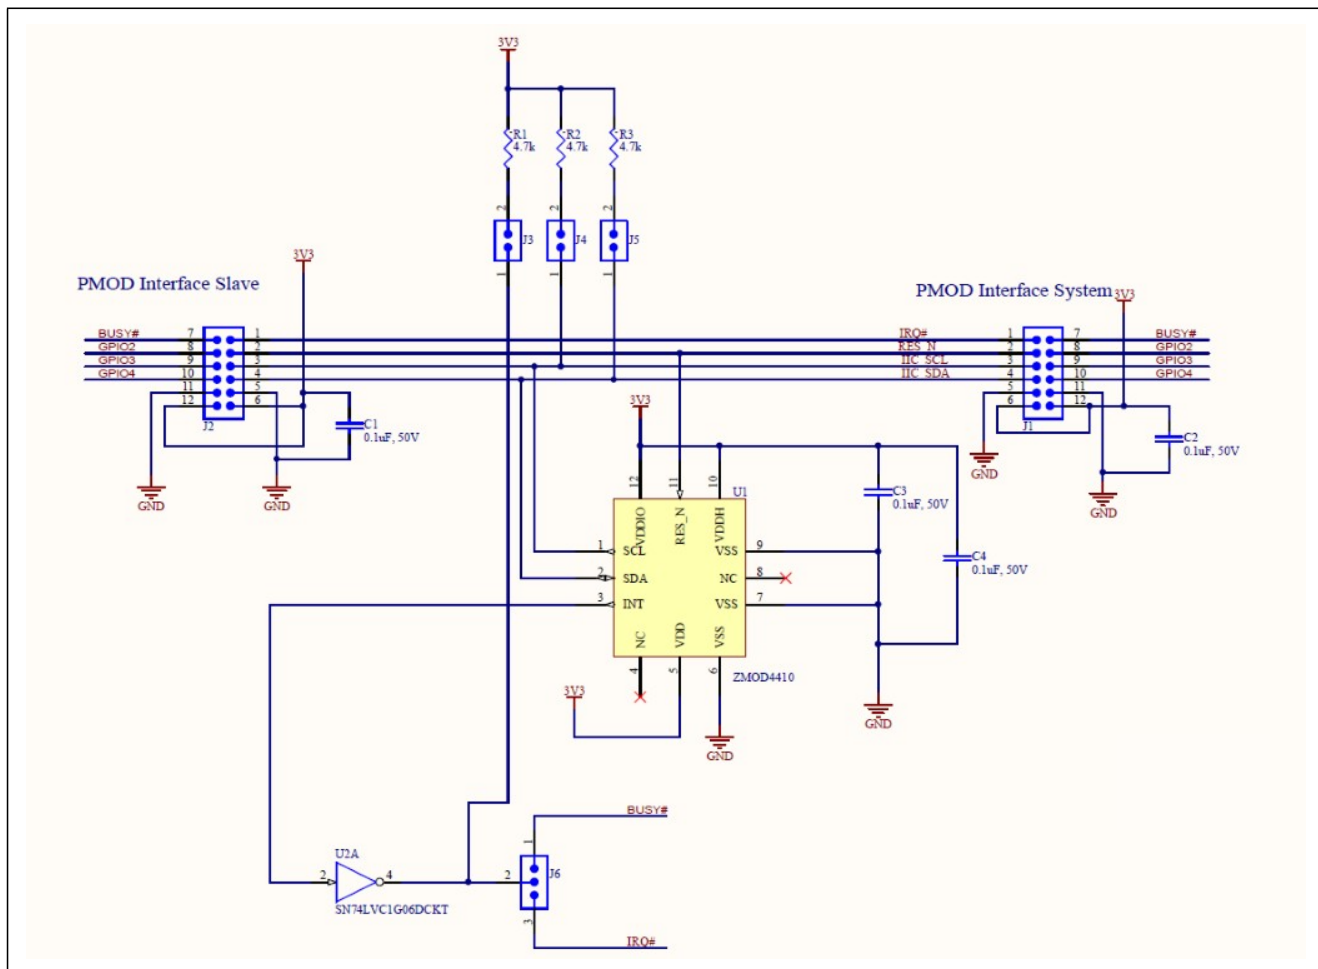 3V3
R1
4.7k
R2
4.7k
R3
4.7k
2
2
2
J3
J4
J5
1
1
1
3V3
PMOD Interface Slave
PMOD Interface System
3V3
BUSY#
7
1
IRQ#
1
7
BUSY#
GPIO2
8
2
RES_N
2
8
GPIO2
GPIO3
9
3
IIC_SCL
3
9
GPIO3
GPIO4
10
4
IIC_SDA
4
10
GPIO4
11
5
5
11
12
6
6
12
J2
J1
C1
0.1uF, 50V
C2
0.1uF, 50V
GND
GND
GND
GND
3V3
12
11
10
U1
VDDIO
RES_N
VDDH
C3
0.1uF, 50V
1
SCL
VSS
9
2
SDA
NC
8
3
INT
VSS
7
C4
0.1uF, 50V
NC
VDD
VSS
4
5
6
ZMOD4410
3V3
GND
GND
BUSY#
1
U2A
2
4
2
J6
SN74LVC1G06DCKT
3
IRQ#